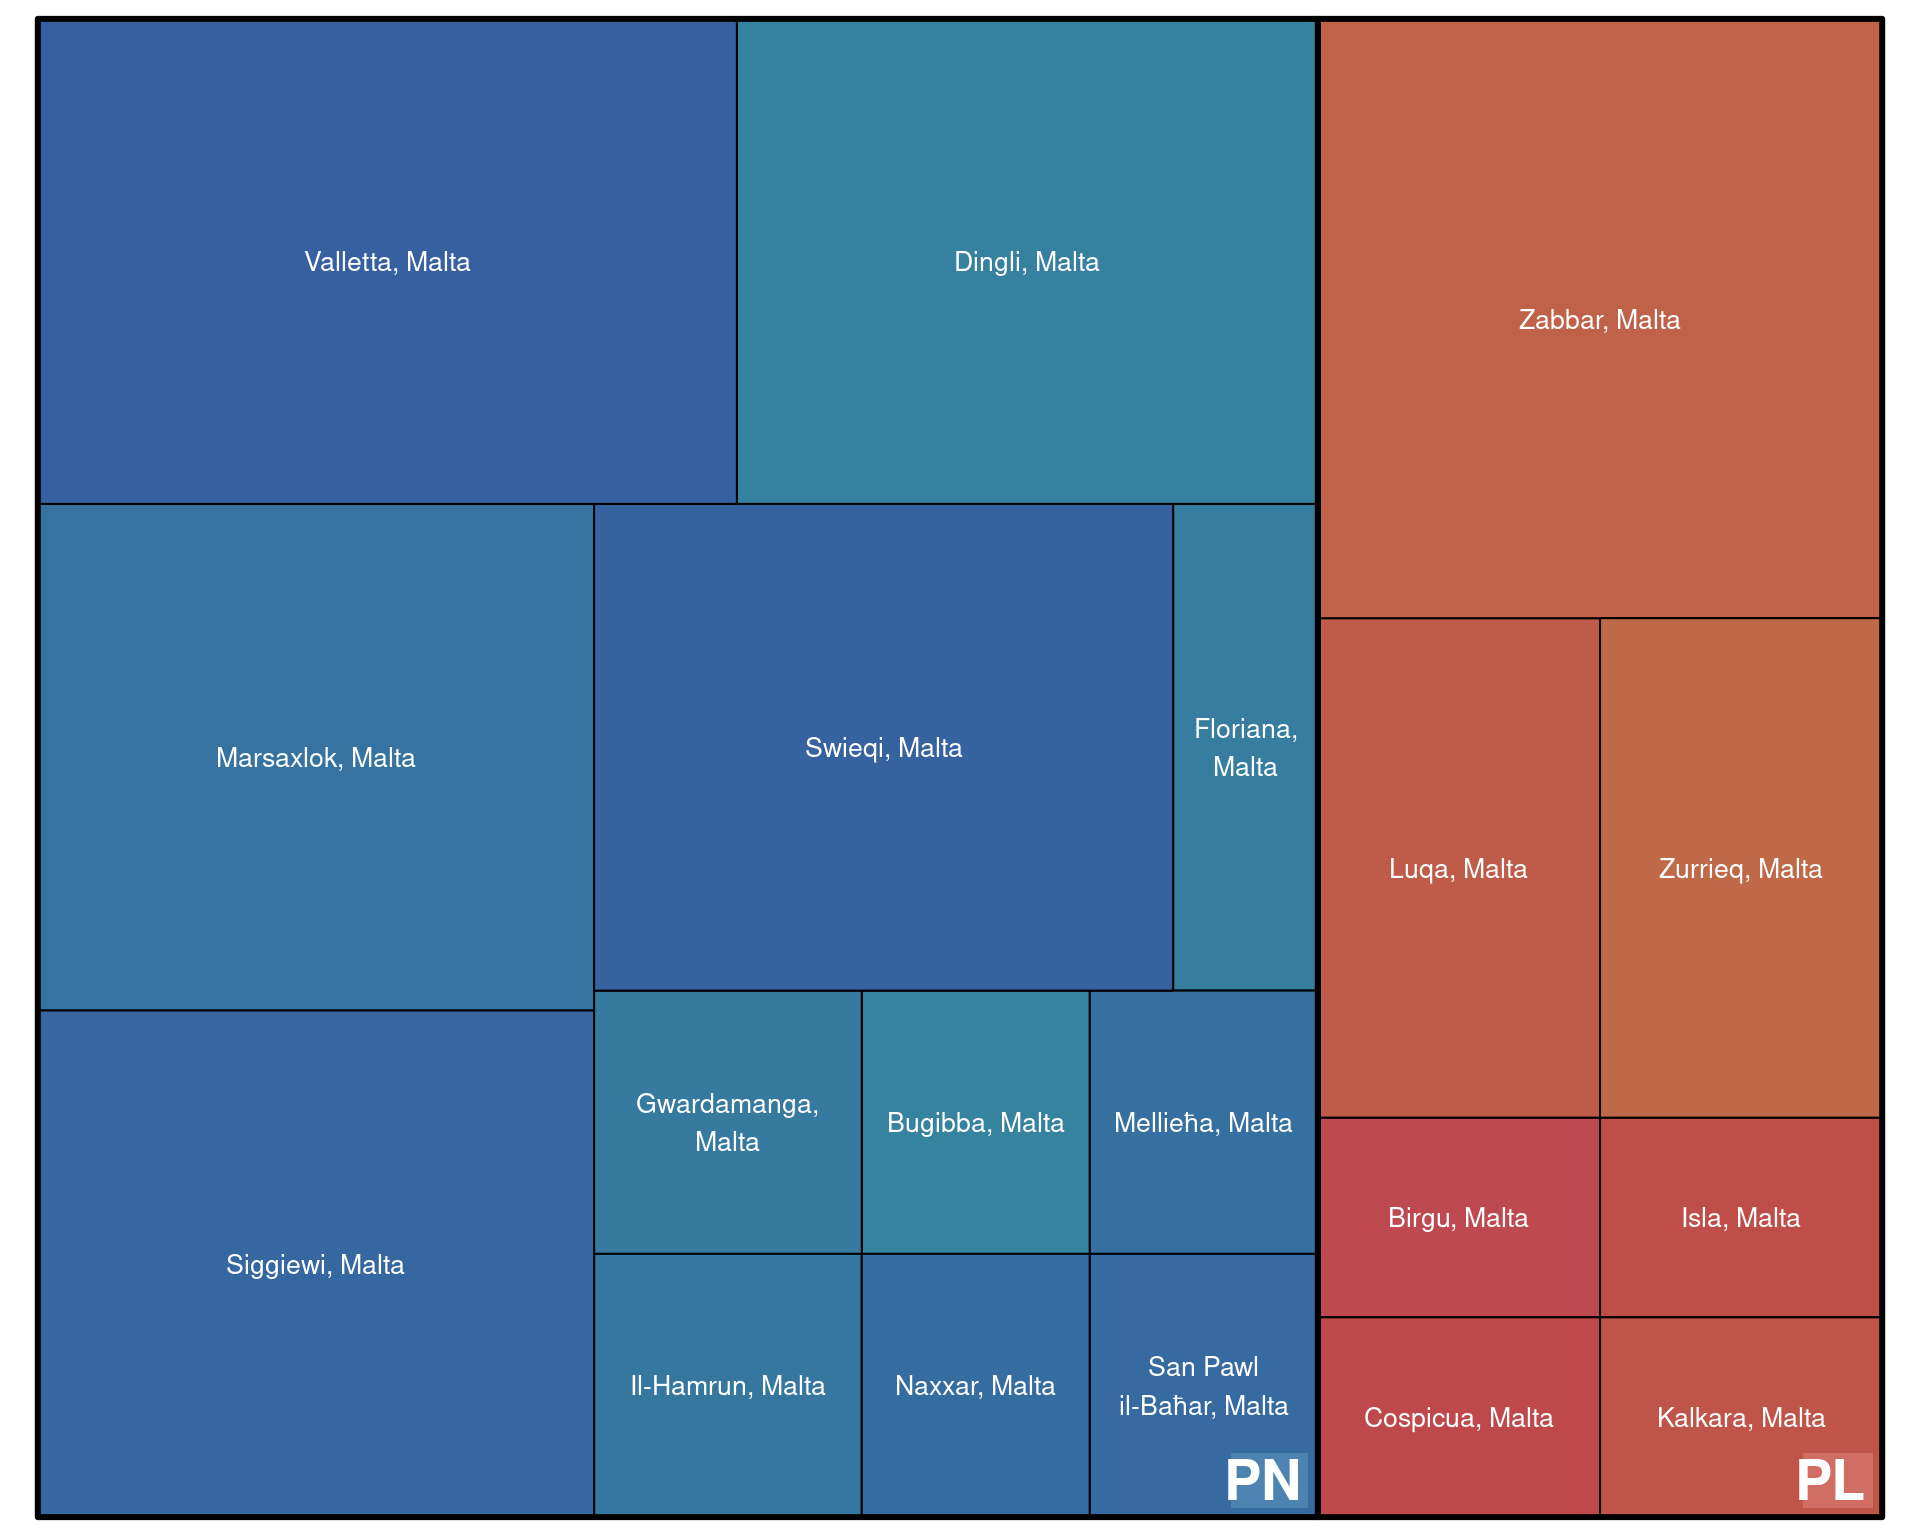 Valletta, Malta
Dingli, Malta
Zabbar, Malta
Marsaxlok, Malta
Swieqi, Malta
Floriana,
Malta
Luqa, Malta
Zurrieq, Malta
Siggiewi, Malta
Gwardamanga,
Malta
Bugibba, Malta
Mellieħa, Malta
Birgu, Malta
Isla, Malta
Il-Hamrun, Malta
Naxxar, Malta
San Pawl
il-Baħar, Malta
Cospicua, Malta
Kalkara, Malta
PN
PL